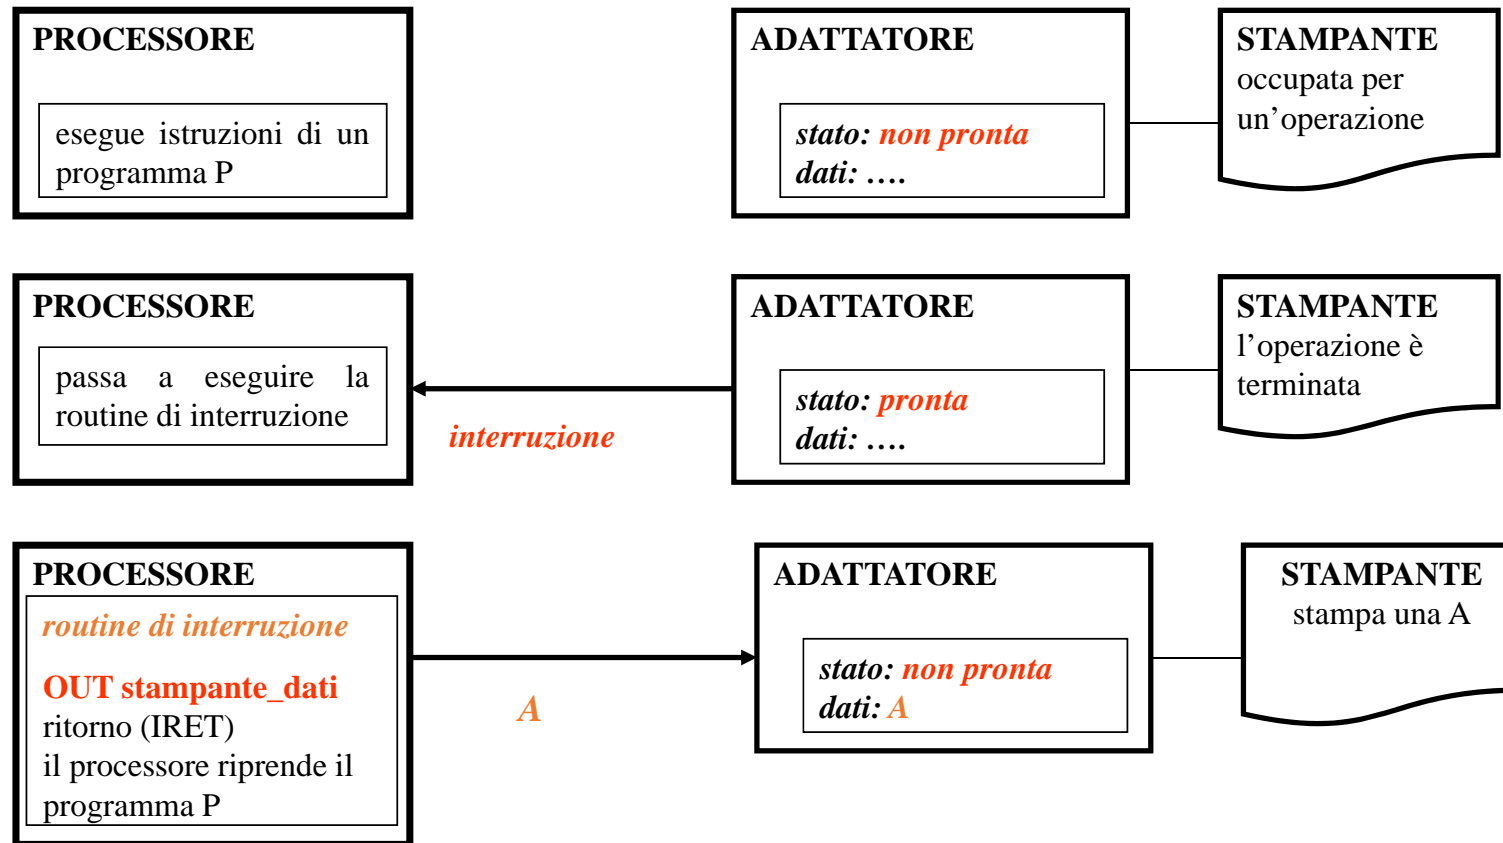 PROCESSORE
esegue istruzioni di un
programma P
ADATTATORE
stato: non pronta
dati: ….
STAMPANTE
occupata per
un’operazione
PROCESSORE
passa a eseguire la
routine di interruzione
interruzione
ADATTATORE
stato: pronta
dati: ….
STAMPANTE
l’operazione è
terminata
PROCESSORE
routine di interruzione
OUT stampante_dati
ritorno (IRET)
il processore riprende il
programma P
A
ADATTATORE
stato: non pronta
dati: A
STAMPANTE
stampa una A